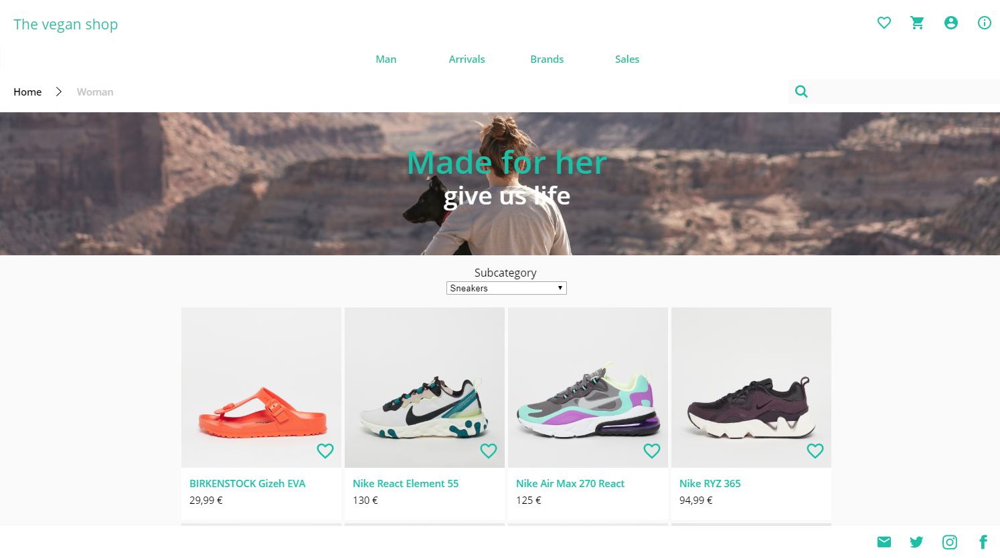 The vegan shop
Man Arrivals Brands Sales
Home Woman
Made for her
give us life
Subcategory
Sneakers
BIRKENSTOCK Gizeh EVA
29,99 €
Nike React Element 55
130 €
Nike Air Max 270 React
125 €
Nike RYZ 365
94,99 €